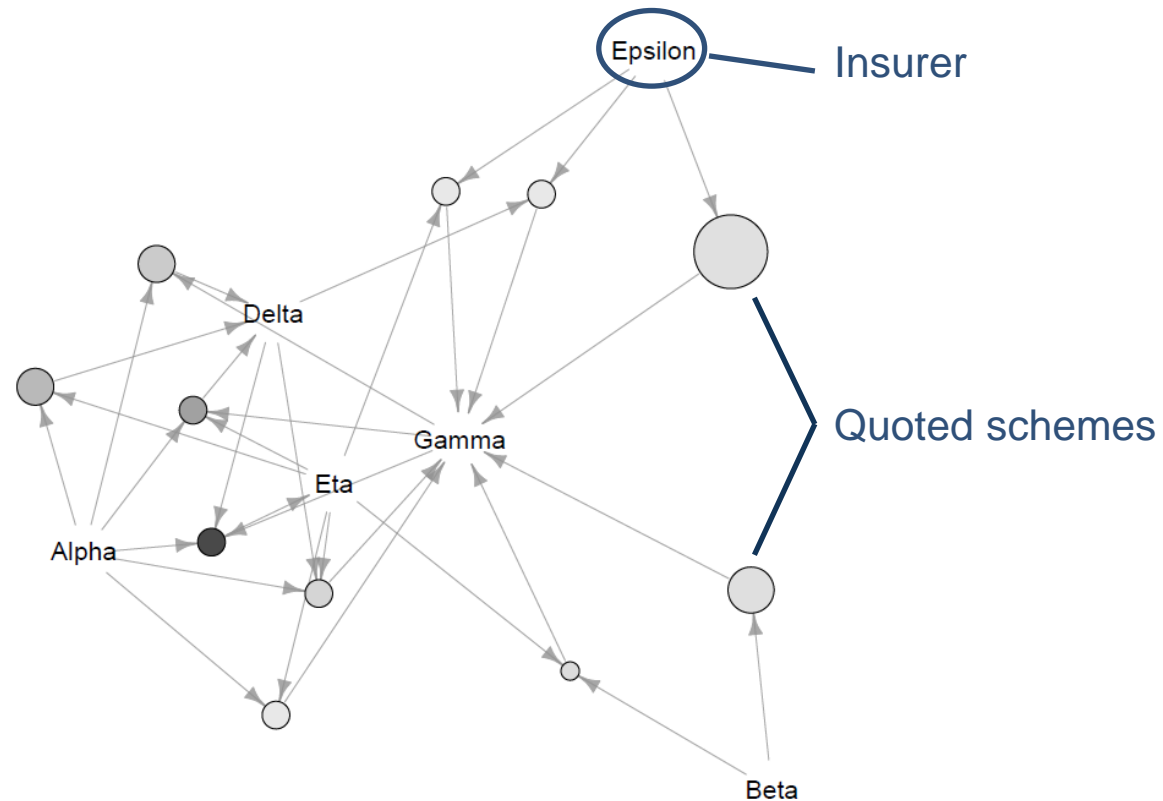 Epsilon
Insurer
Delta
Quoted schemes
Gamma
Eta
Alpha
Beta